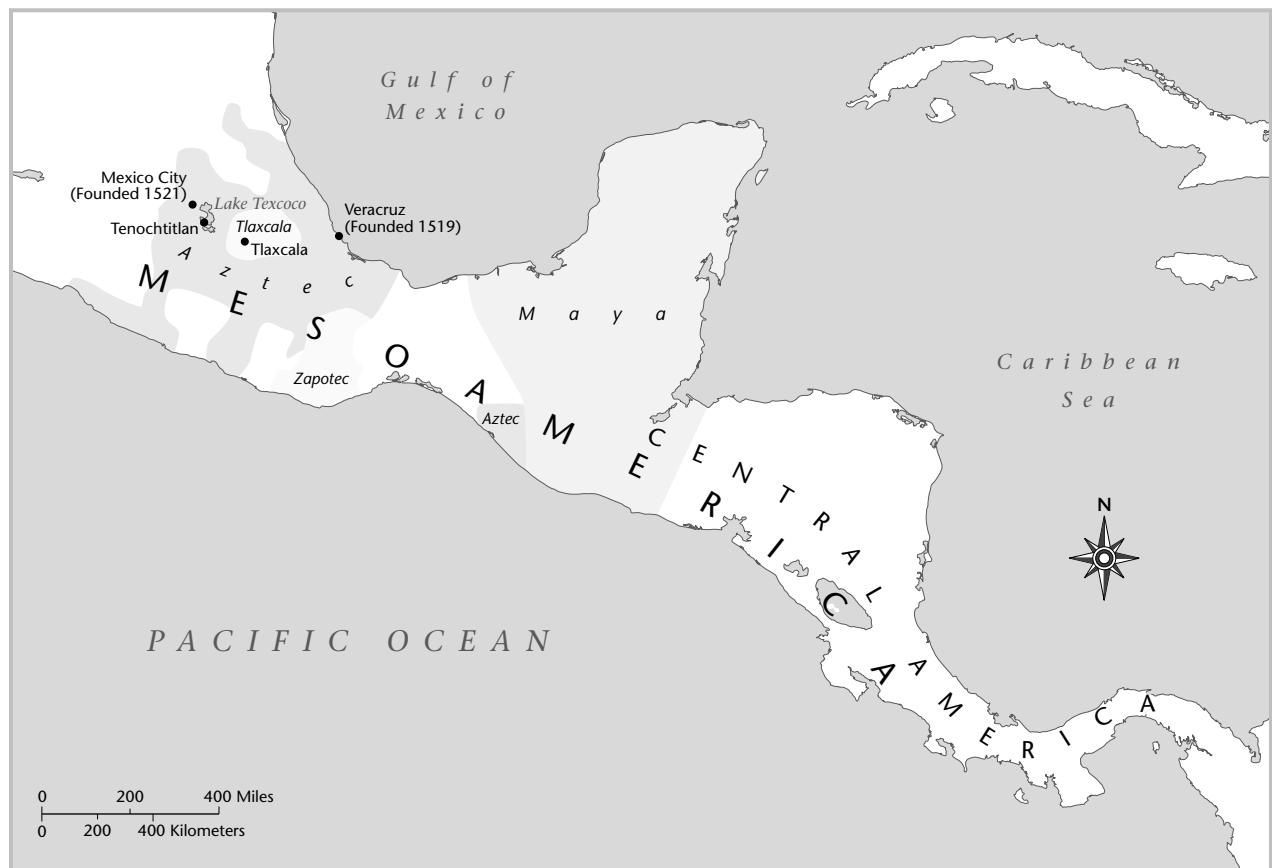 Gulf of
Mexico
Mexico City
(Founded 1521)
Lake Texcoco
Tenochtitlan
Tlaxcala
Tlaxcala
Veracruz
(Founded 1519)
Aztec
MESOAMERICA
Maya
Zapotec
Aztec
Caribbean
Sea
CENTRAL AMERICA
N
PACIFIC OCEAN
0 200 400 Miles
0 200 400 Kilometers